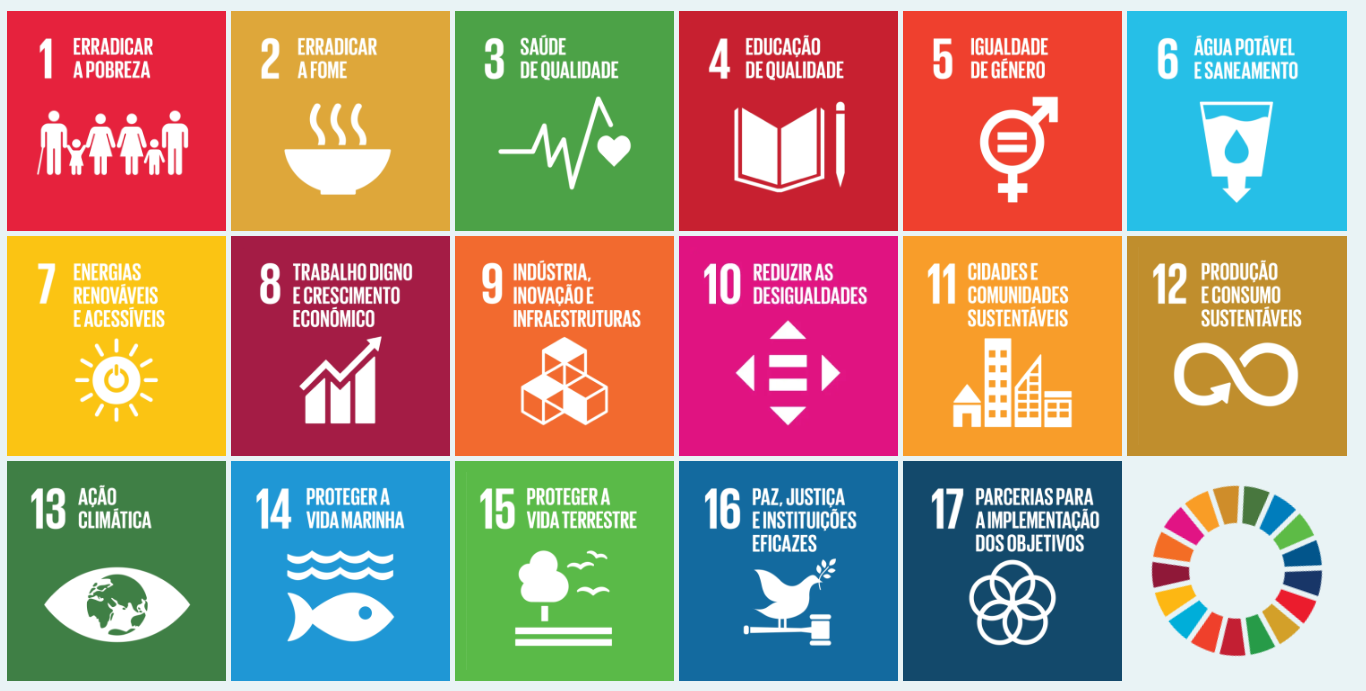 1 ERRADICAR
A POBREZA
2 ERRADICAR
A FOME
3 SAÚDE
DE QUALIDADE
4 EDUCAÇÃO
DE QUALIDADE
5 IGUALDADE
DE GÉNERO
6 ÁGUA POTÁVEL
E SANEAMENTO
7 ENERGIAS
RENOVÁVEIS
E ACESSÍVEIS
8 TRABALHO DIGNO
E CRESCIMENTO
ECONÓMICO
9 INDÚSTRIA,
INOVAÇÃO E
INFRAESTRUTURAS
10 REDUZIR AS
DESIGUALDADES
11 CIDADES E
COMUNIDADES
SUSTENTÁVEIS
12 PRODUÇÃO
E CONSUMO
SUSTENTÁVEIS
13 AÇÃO
CLIMÁTICA
14 PROTEGER A
VIDA MARINHA
15 PROTEGER A
VIDA TERRESTRE
16 PAZ, JUSTIÇA
E INSTITUIÇÕES
EFICAZES
17 PARCERIAS PARA
A IMPLEMENTAÇÃO
DOS OBJETIVOS